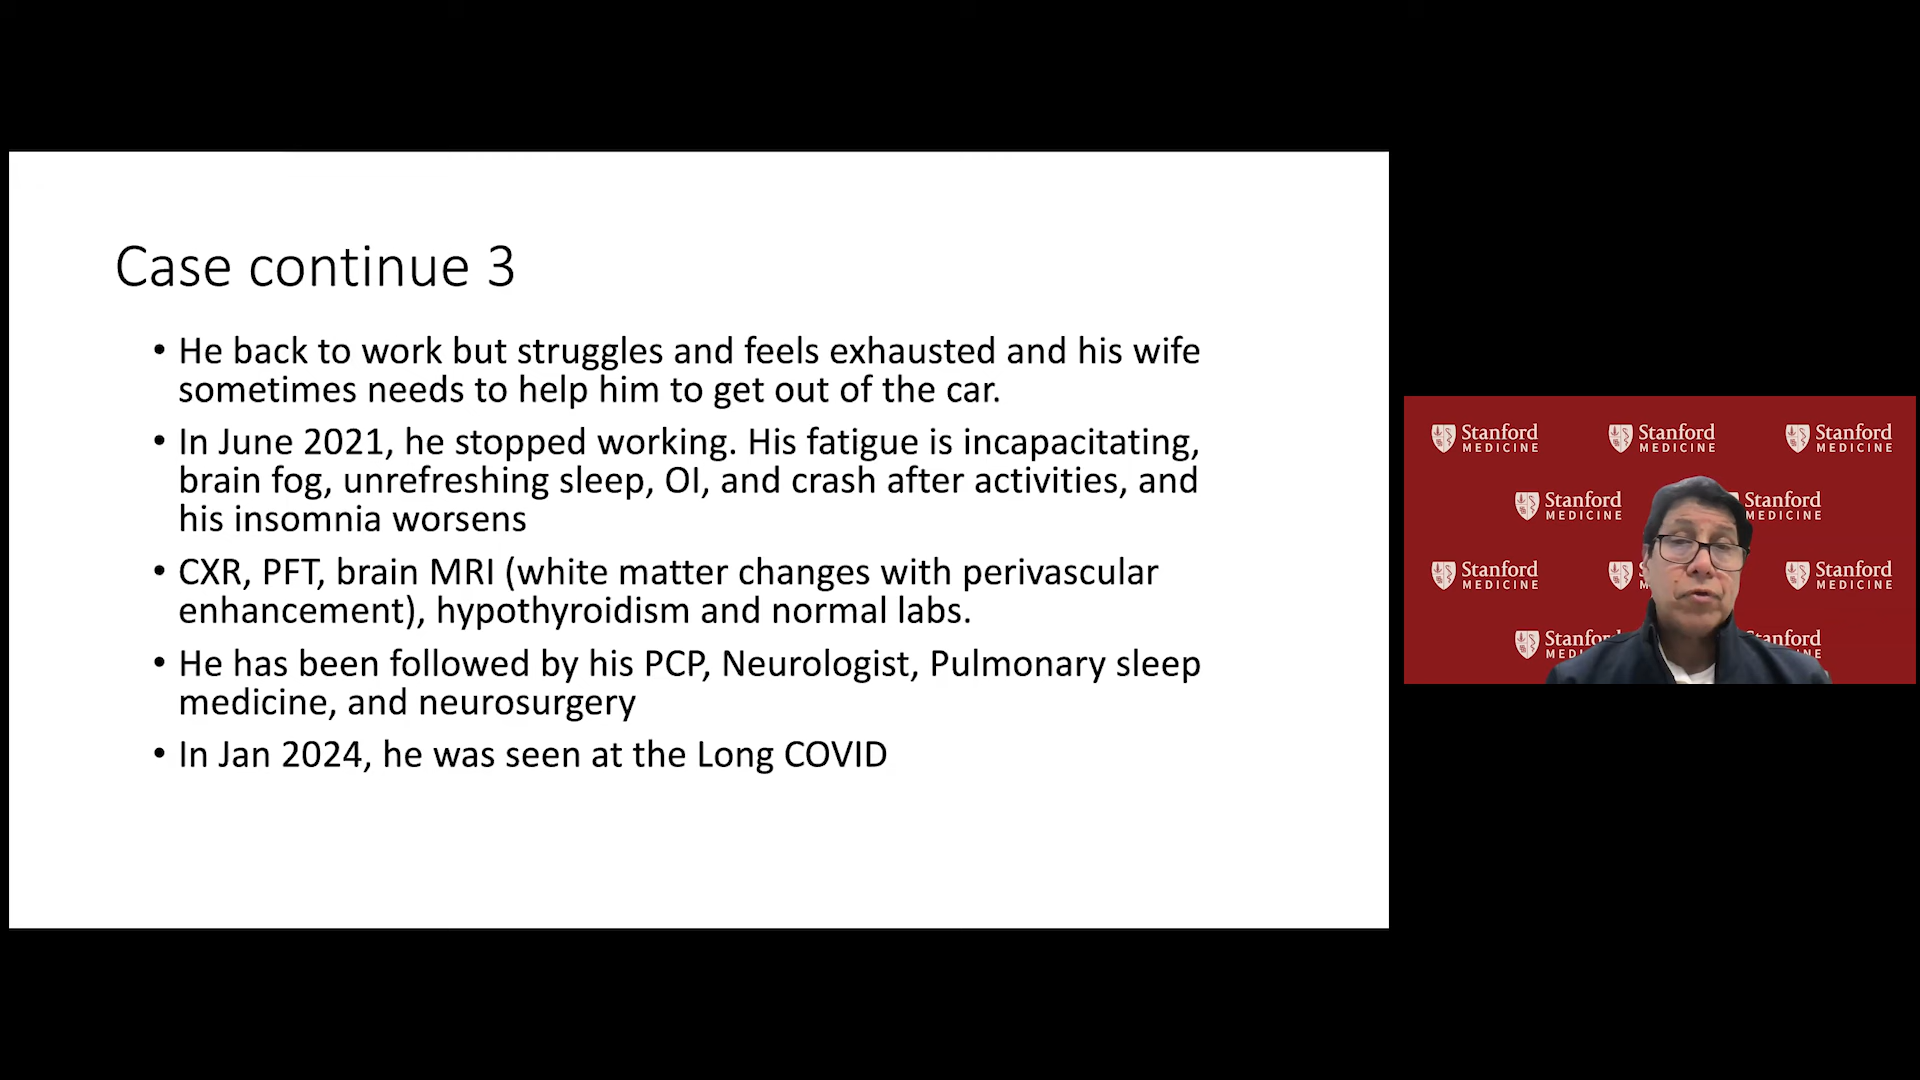 Case continue 3
• He back to work but struggles and feels exhausted and his wife
sometimes needs to help him to get out of the car.
• In June 2021, he stopped working. His fatigue is incapacitating,
brain fog, unrefreshing sleep, OI, and crash after activities, and
his insomnia worsens
• CXR, PFT, brain MRI (white matter changes with perivascular
enhancement), hypothyroidism and normal labs.
• He has been followed by his PCP, Neurologist, Pulmonary sleep
medicine, and neurosurgery
• In Jan 2024, he was seen at the Long COVID
Stanford
MEDICINE
Stanford
MEDICINE
Stanford
MEDICINE
Stanford
MEDICINE
Stanford
MEDICINE
Stanford
MEDICINE
Stanford
MEDICINE